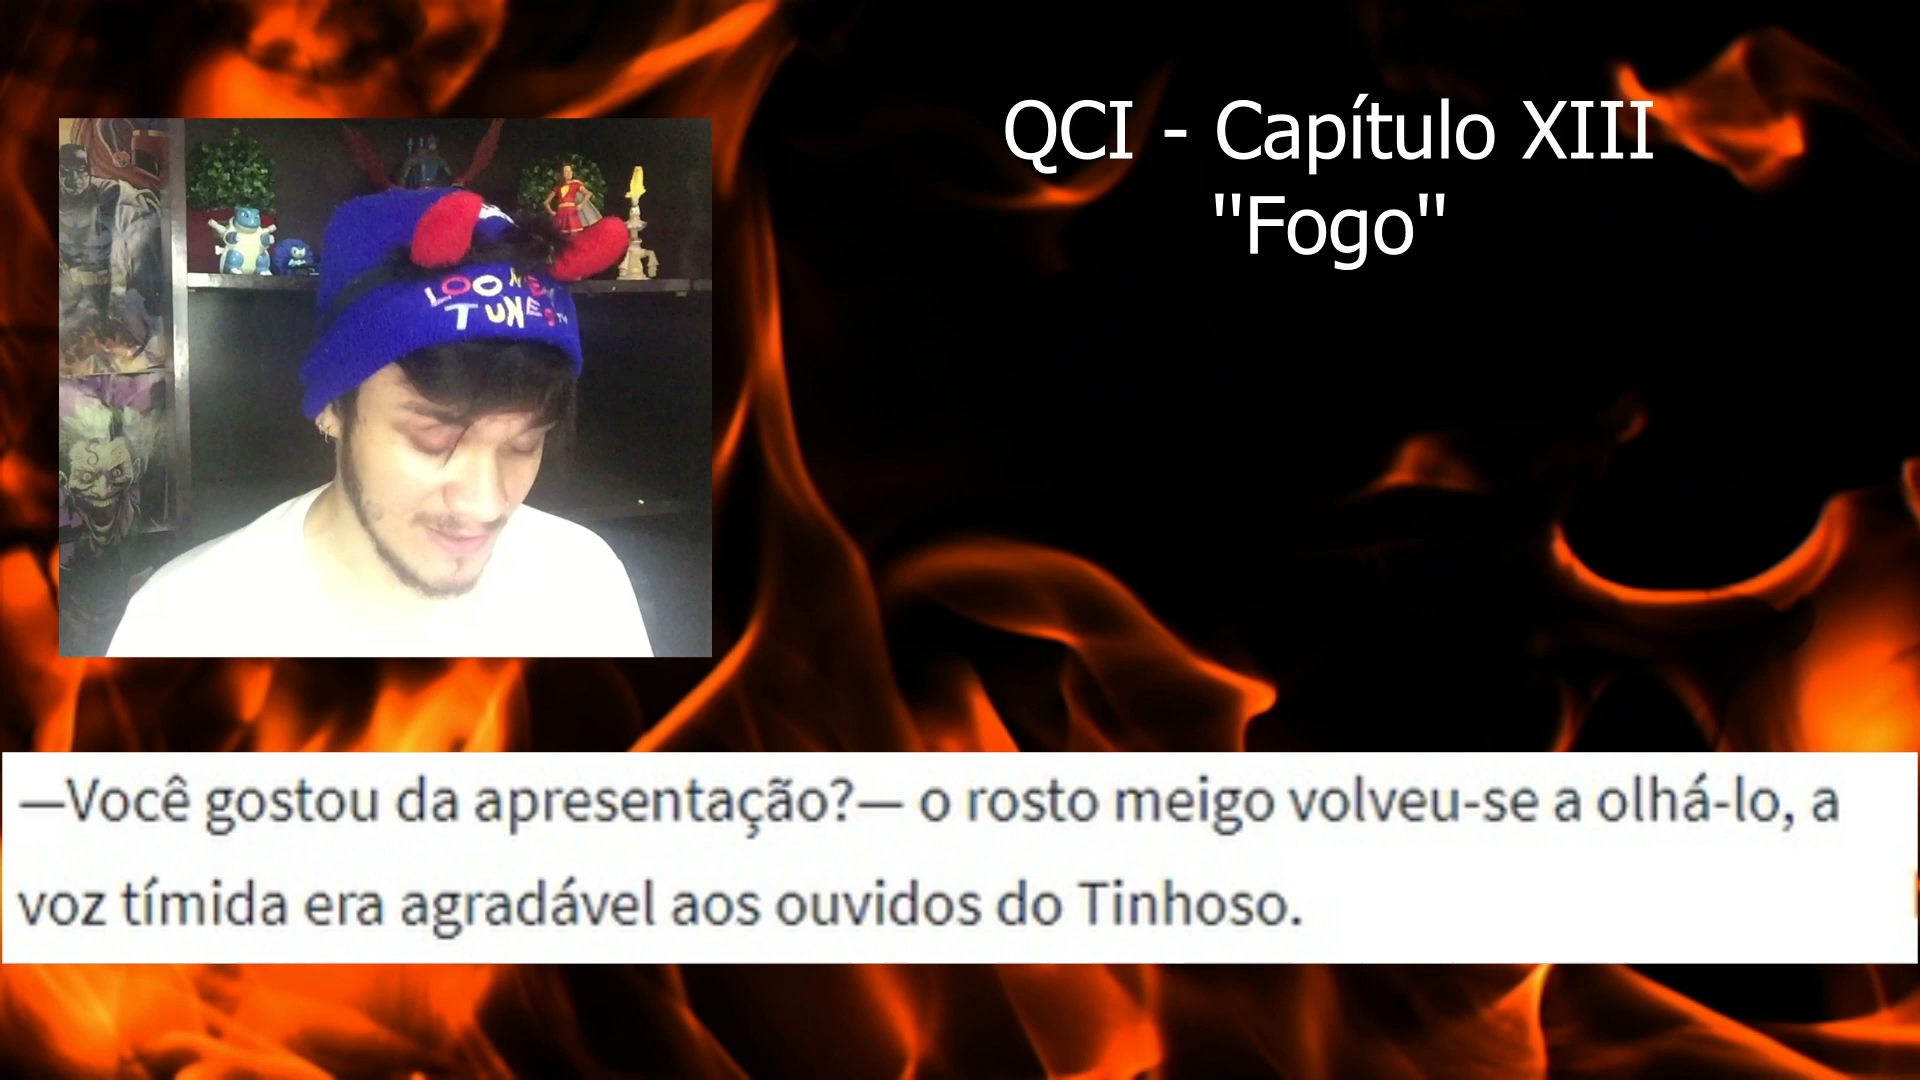 QCI - Capítulo XIII
"Fogo"
LOONEY
TUNES™
—Você gostou da apresentação?— o rosto meigo volveu-se a olhá-lo, a
voz tímida era agradável aos ouvidos do Tinhoso.